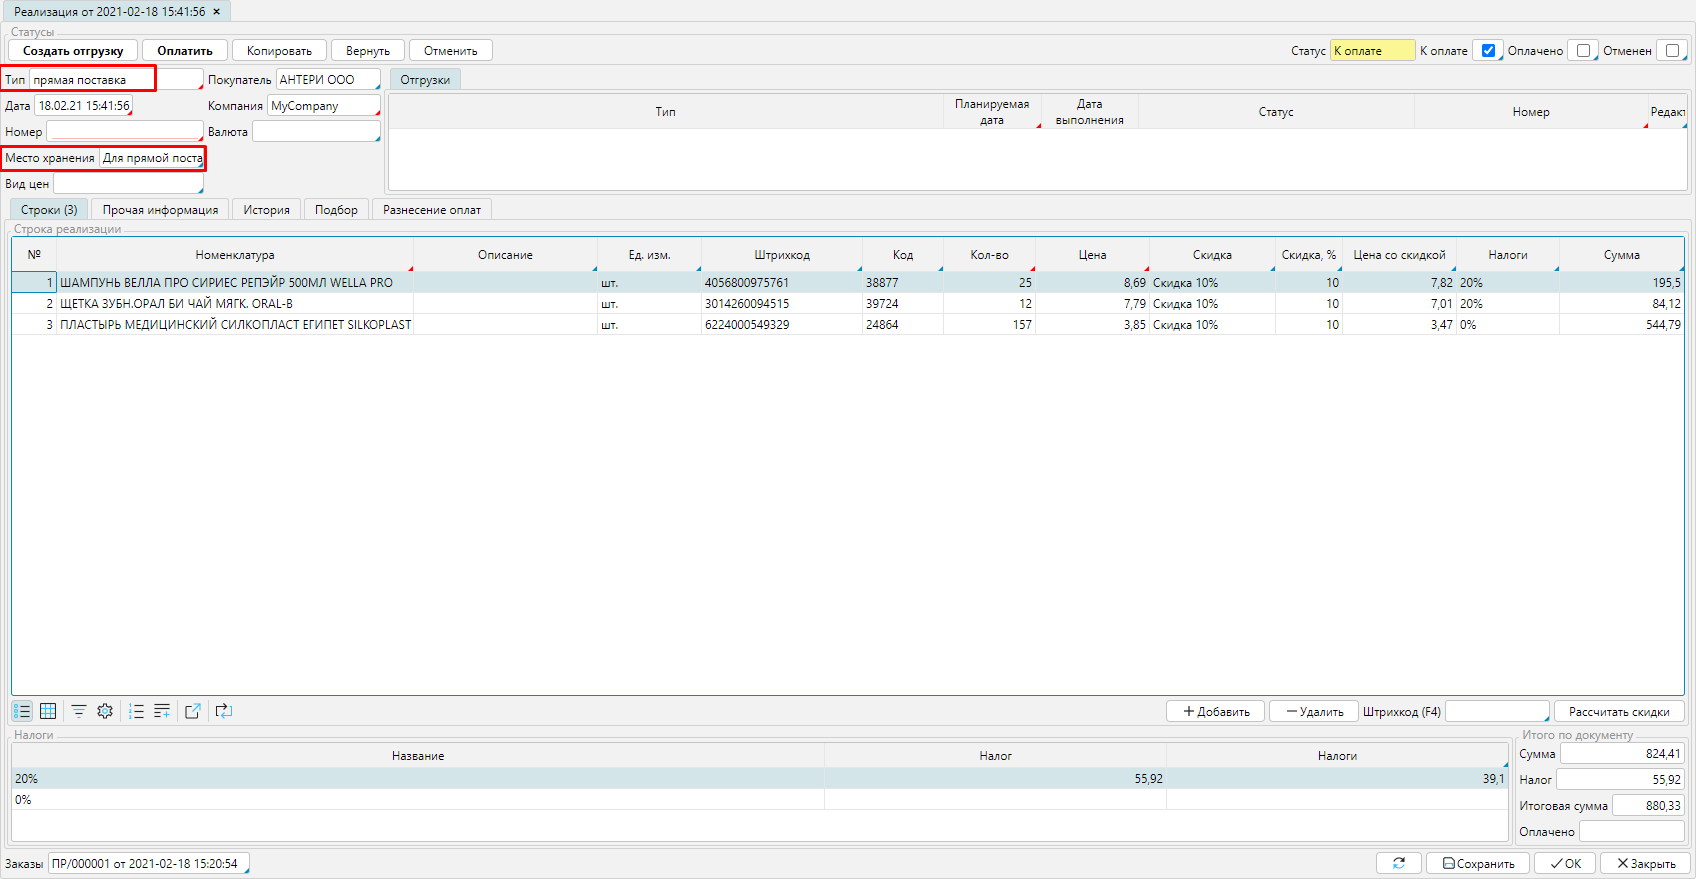 Реализация от 2021-02-18 15:41:56 ×
Статусы
Создать отгрузку Оплатить Копировать Вернуть Отменить Статус К оплате К оплате Оплачено Отменен
Тип прямая поставка Покупатель АНТЕРИ ООО Отгрузки
Дата 18.02.21 15:41:56 Компания MyCompany
Номер Валюта
Место хранения Для прямой поста
Вид цен
Тип Планируемая дата Дата выполнения Статус Номер Редакт
Строки (3) Прочая информация История Подбор Разнесение оплат
Строка реализации
№ Номенклатура Описание Ед. изм. Штрихкод Код Кол-во Цена Скидка Скидка, % Цена со скидкой Налоги Сумма
1 ШАМПУНЬ ВЕЛЛА ПРО СИРИЕС РЕПЭЙР 500МЛ WELLA PRO шт. 4056800975761 38877 25 8,69 Скидка 10% 10 7,82 20% 195,5
2 ЩЕТКА ЗУБН.ОРАЛ БИ ЧАЙ МЯГК. ORAL-B шт. 3014260094515 39724 12 7,79 Скидка 10% 10 7,01 20% 84,12
3 ПЛАСТЫРЬ МЕДИЦИНСКИЙ СИЛКОПЛАСТ ЕГИПЕТ SILKOPLAST шт. 6224000549329 24864 157 3,85 Скидка 10% 10 3,47 0% 544,79
Добавить Удалить Штрихкод (F4) Рассчитать скидки
Налоги
Название Налог Налоги
20% 55,92 39,1
0%
Итого по документу
Сумма 824,41
Налог 55,92
Итоговая сумма 880,33
Оплачено
Заказы ПР/000001 от 2021-02-18 15:20:54 Сохранить OK Закрыть